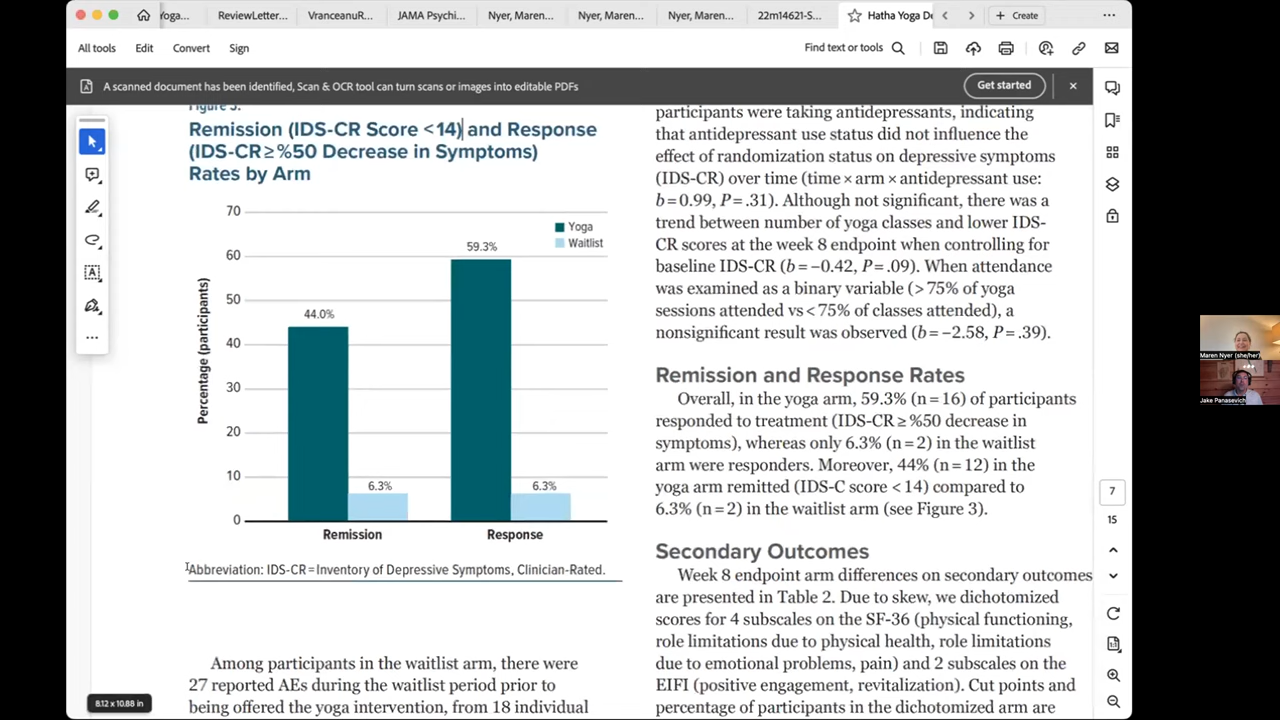 Yoga...
ReviewLetter...
VranceanuR...
JAMA Psychi...
Nyer, Maren...
Nyer, Maren...
Nyer, Maren...
22m14621-S...
Hatha Yoga De
Create
All tools
Edit
Convert
Sign
Find text or tools
A scanned document has been identified, Scan & OCR tool can turn scans or images into editable PDFs
Get started
Figure 3.
Remission (IDS-CR Score <14) and Response
(IDS-CR≥%50 Decrease in Symptoms)
Rates by Arm
70
60
50
40
30
20
10
0
Percentage (participants)
Yoga
Waitlist
44.0%
6.3%
59.3%
6.3%
Remission
Response
Abbreviation: IDS-CR=Inventory of Depressive Symptoms, Clinician-Rated.
Among participants in the waitlist arm, there were
27 reported AEs during the waitlist period prior to
being offered the yoga intervention, from 18 individual
8.12 x 10.88 in
participants were taking antidepressants, indicating
that antidepressant use status did not influence the
effect of randomization status on depressive symptoms
(IDS-CR) over time (time×arm×antidepressant use:
b=0.99, P=.31). Although not significant, there was a
trend between number of yoga classes and lower IDS-
CR scores at the week 8 endpoint when controlling for
baseline IDS-CR (b=−0.42, P=.09). When attendance
was examined as a binary variable (>75% of yoga
sessions attended vs<75% of classes attended), a
nonsignificant result was observed (b=−2.58, P=.39).
Remission and Response Rates
Overall, in the yoga arm, 59.3% (n=16) of participants
responded to treatment (IDS-CR≥%50 decrease in
symptoms), whereas only 6.3% (n=2) in the waitlist
arm were responders. Moreover, 44% (n=12) in the
yoga arm remitted (IDS-C score <14) compared to
6.3% (n=2) in the waitlist arm (see Figure 3).
Secondary Outcomes
Week 8 endpoint arm differences on secondary outcomes
are presented in Table 2. Due to skew, we dichotomized
scores for 4 subscales on the SF-36 (physical functioning,
role limitations due to physical health, role limitations
due to emotional problems, pain) and 2 subscales on the
EIFI (positive engagement, revitalization). Cut points and
percentage of participants in the dichotomized arm are
7
15
Maren Nyer (she/her)
Jake Panasevich